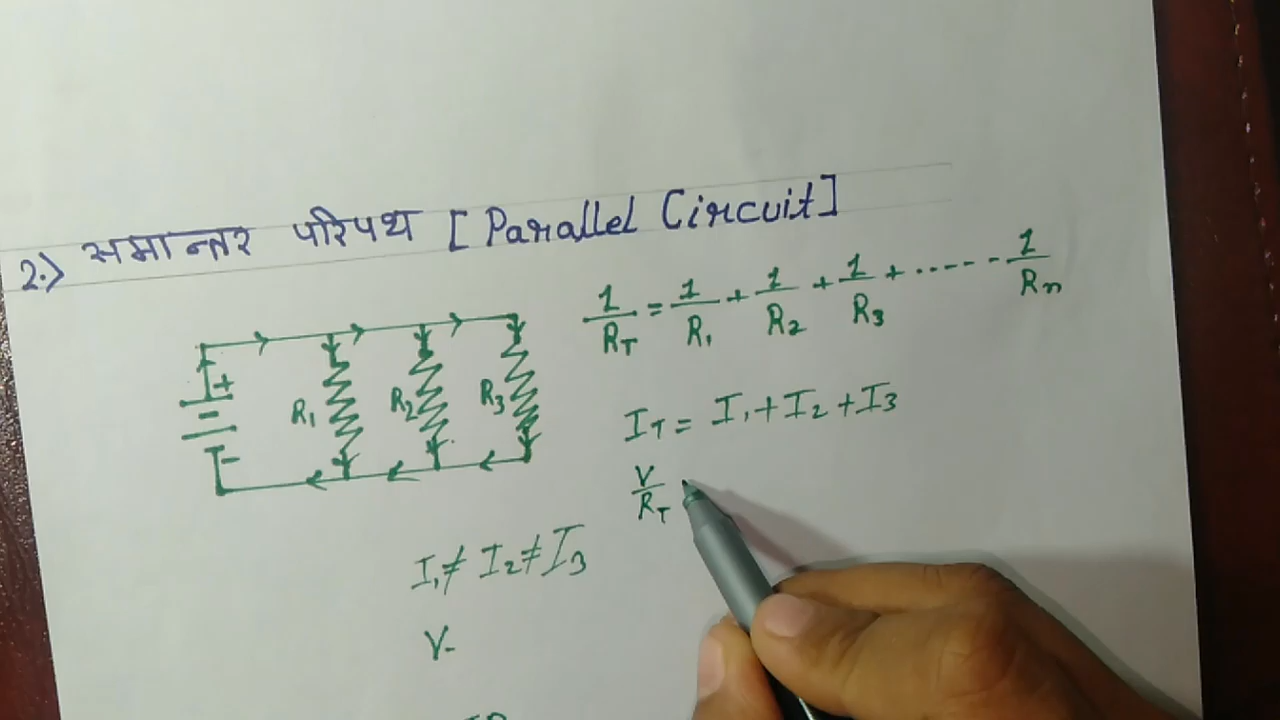 2.) समान्तर परिपथ [Parallel Circuit]
1/R_T = 1/R₁ + 1/R₂ + 1/R₃ + ------ 1/Rn
+
-
R₁ R₂ R₃
I_T = I₁ + I₂ + I₃
V/R_T
I₁ ≠ I₂ ≠ I₃
V-